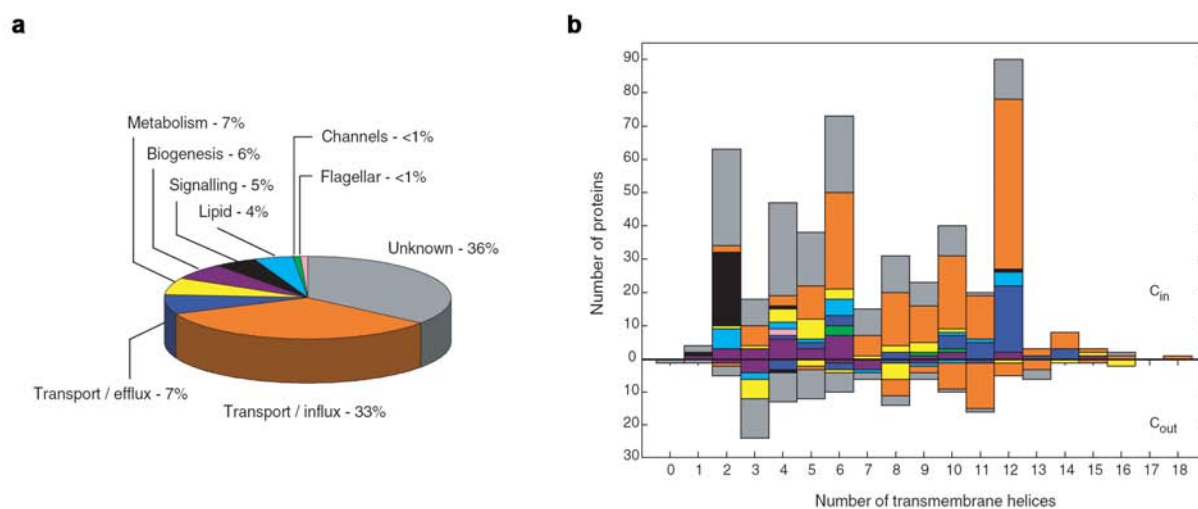 a
Metabolism - 7%
Biogenesis - 6%
Signalling - 5%
Lipid - 4%
Channels - <1%
Flagellar - <1%
Unknown - 36%
Transport / efflux - 7%
Transport / influx - 33%
b
Number of proteins
90
80
70
60
50
40
30
20
10
0
10
20
30
Cin
Cout
0 1 2 3 4 5 6 7 8 9 10 11 12 13 14 15 16 17 18
Number of transmembrane helices